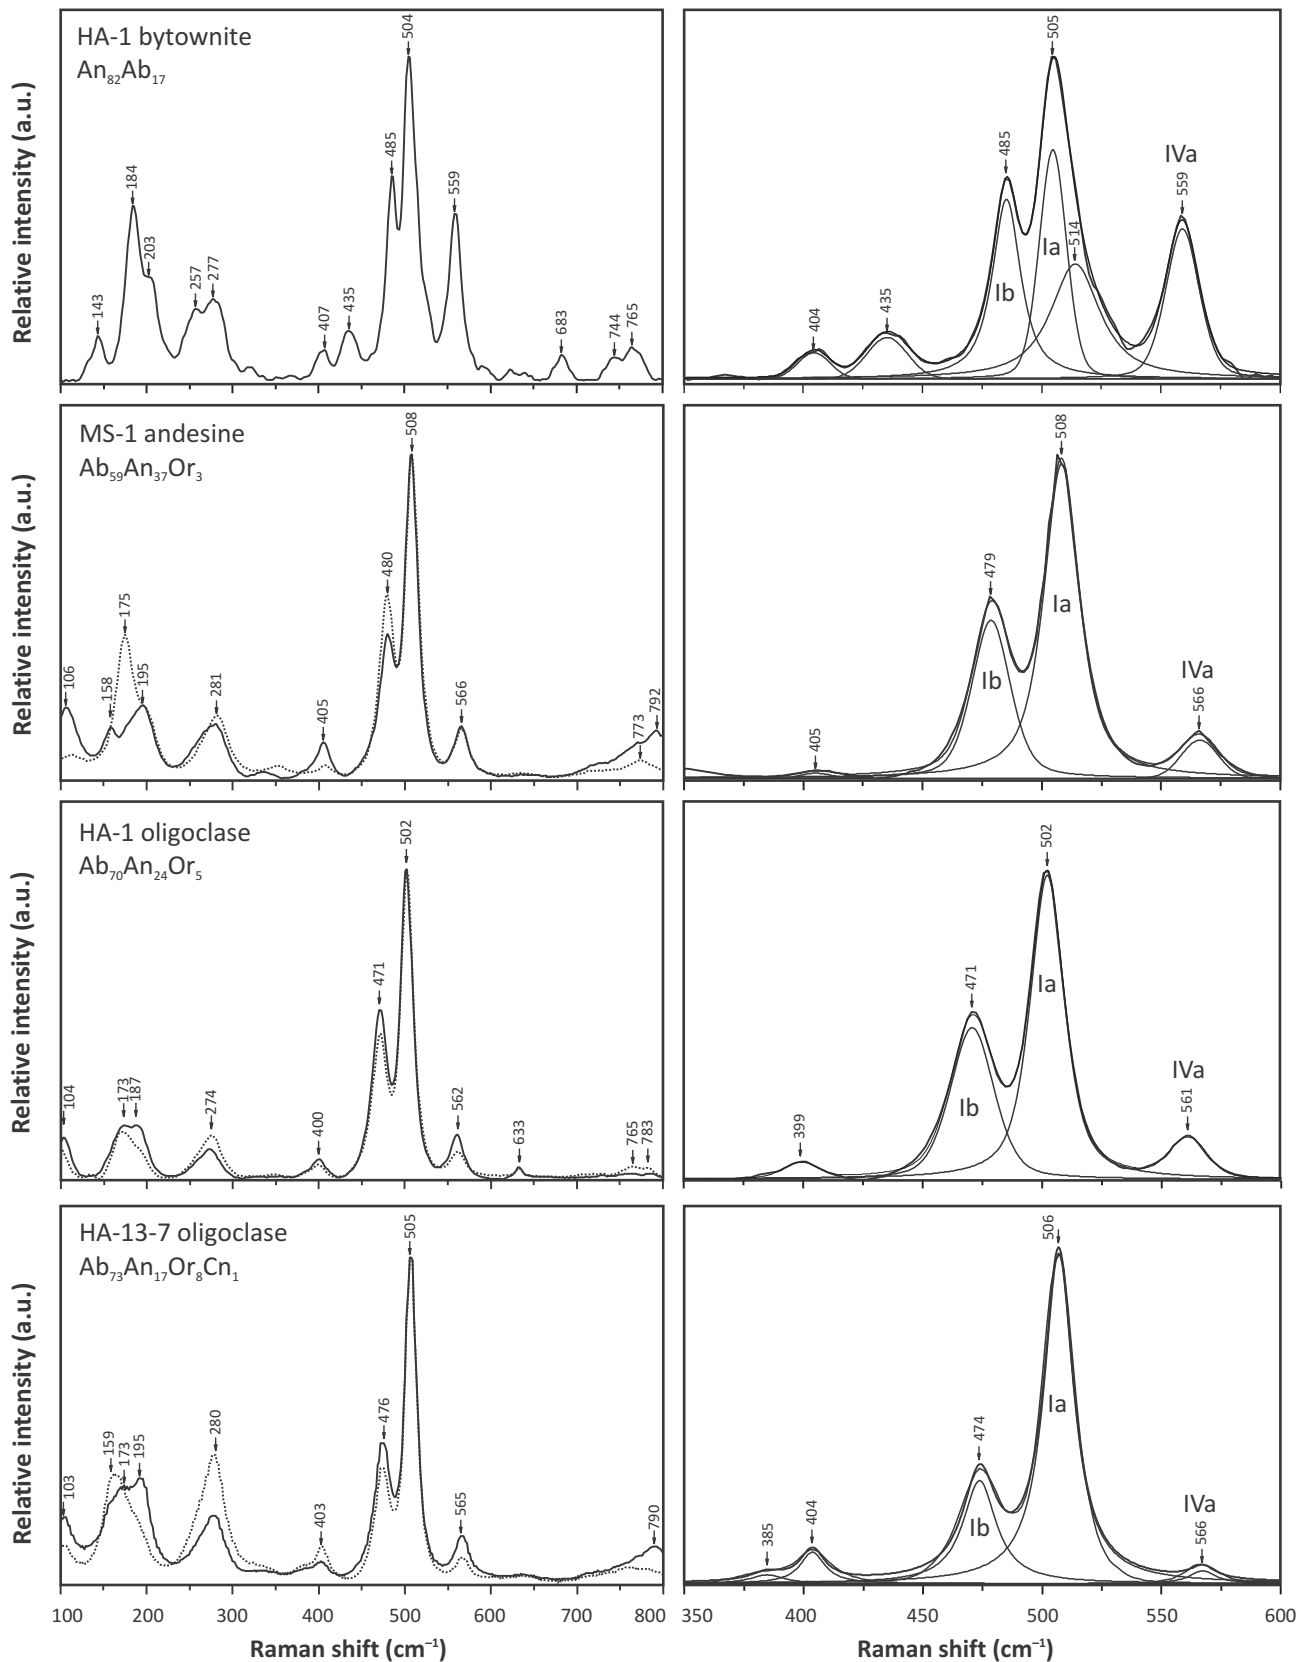 HA-1 bytownite
An₈₂Ab₁₇
Relative intensity (a.u.)
143
184
203
257
277
407
435
485
504
559
683
744
765
404
435
485
Ib
505
Ia
514
IVa
559
MS-1 andesine
Ab₅₉An₃₇Or₃
Relative intensity (a.u.)
106
158
175
195
281
405
480
508
566
773
792
405
479
Ib
508
Ia
IVa
566
HA-1 oligoclase
Ab₇₀An₂₄Or₅
Relative intensity (a.u.)
104
173
187
274
400
471
502
562
633
765
783
399
471
Ib
502
Ia
IVa
561
HA-13-7 oligoclase
Ab₇₃An₁₇Or₈Cn₁
Relative intensity (a.u.)
103
159
173
195
280
403
476
505
565
790
385
404
474
Ib
506
Ia
IVa
566
100 200 300 400 500 600 700 800
350 400 450 500 550 600
Raman shift (cm⁻¹)
Raman shift (cm⁻¹)